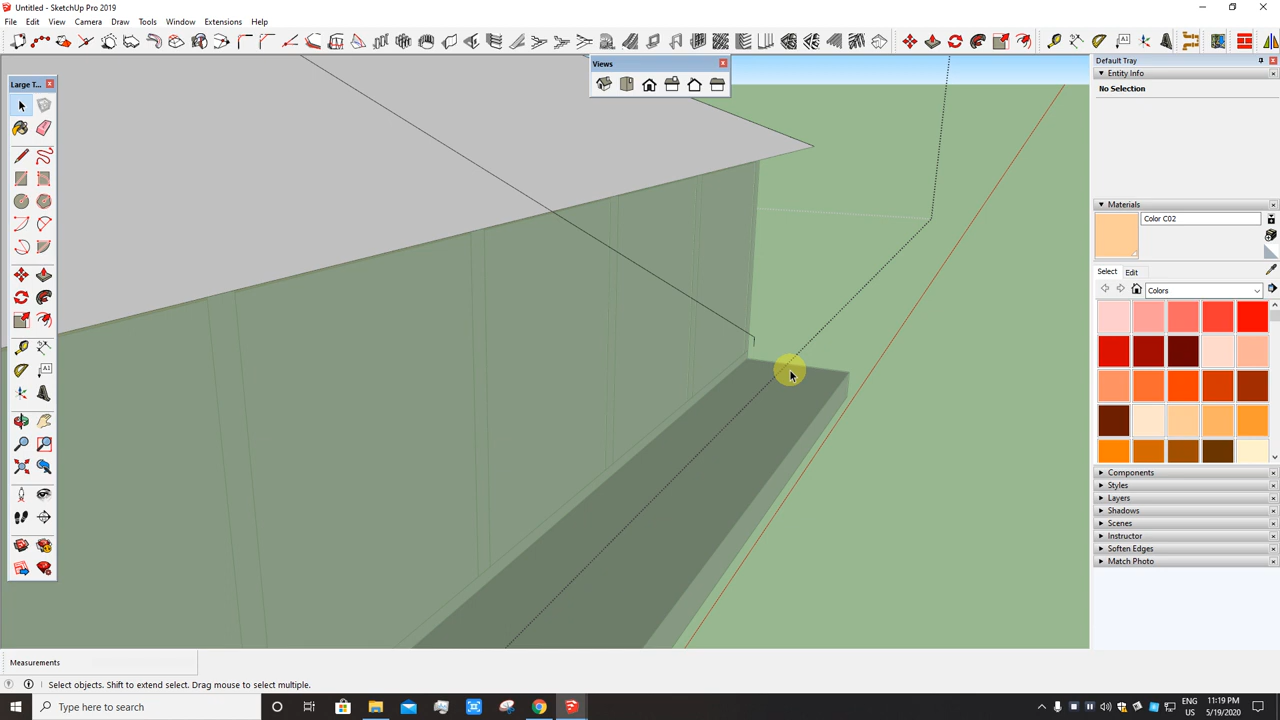 Untitled - SketchUp Pro 2019
File Edit View Camera Draw Tools Window Extensions Help
Views
Large T...
Default Tray
Entity Info
No Selection
Materials
Color C02
Select Edit
Colors
Components
Styles
Layers
Shadows
Scenes
Instructor
Soften Edges
Match Photo
Measurements
Select objects. Shift to extend select. Drag mouse to select multiple.
Type here to search
ENG
US
11:19 PM
5/19/2020